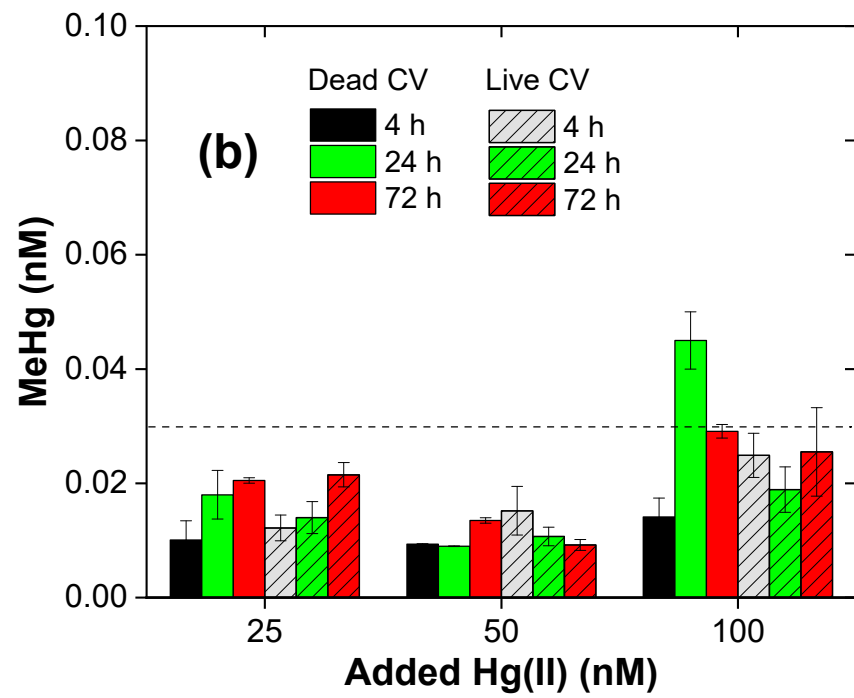 0.10
0.08
0.06
0.04
0.02
0.00
MeHg (nM)
(b)
Dead CV Live CV
4 h 4 h
24 h 24 h
72 h 72 h
25 50 100
Added Hg(II) (nM)